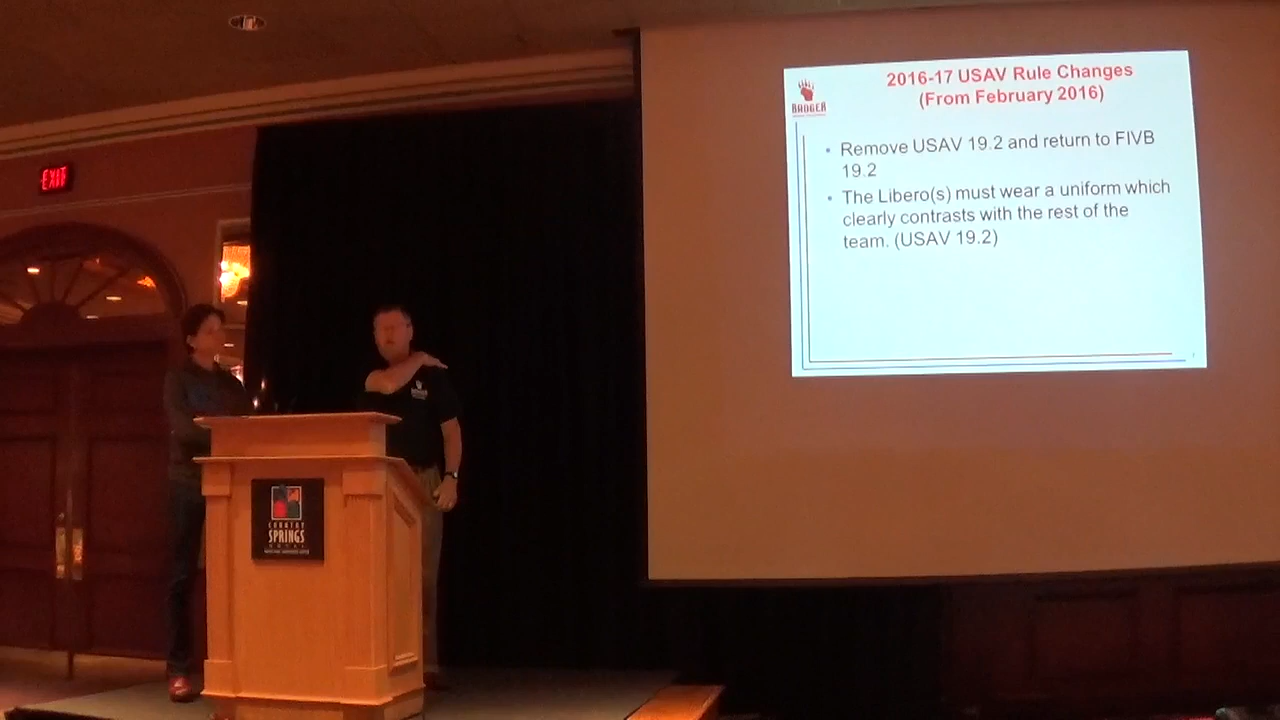 EXIT
BADGER
2016-17 USAV Rule Changes
(From February 2016)
• Remove USAV 19.2 and return to FIVB
19.2
• The Libero(s) must wear a uniform which
clearly contrasts with the rest of the
team. (USAV 19.2)
COUNTRY
SPRINGS
HOTEL